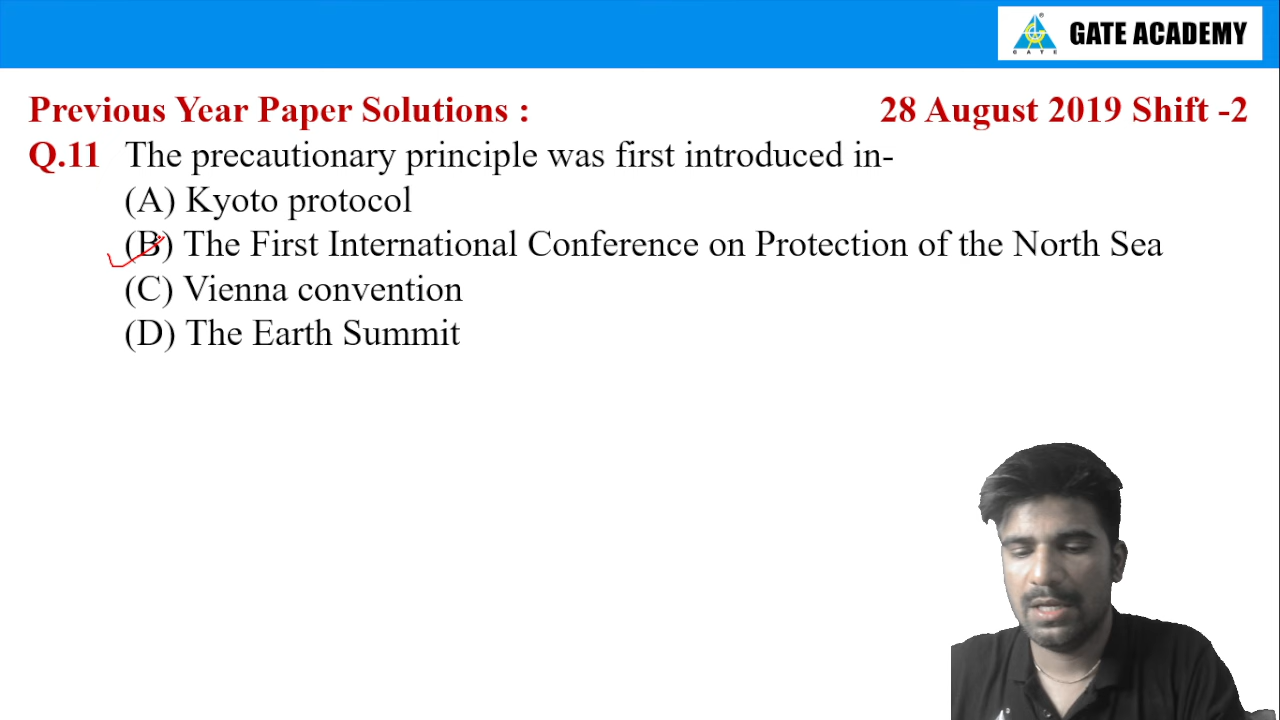 GATE ACADEMY
GATE
Previous Year Paper Solutions : 28 August 2019 Shift -2
Q.11 The precautionary principle was first introduced in-
(A) Kyoto protocol
(B) The First International Conference on Protection of the North Sea
(C) Vienna convention
(D) The Earth Summit